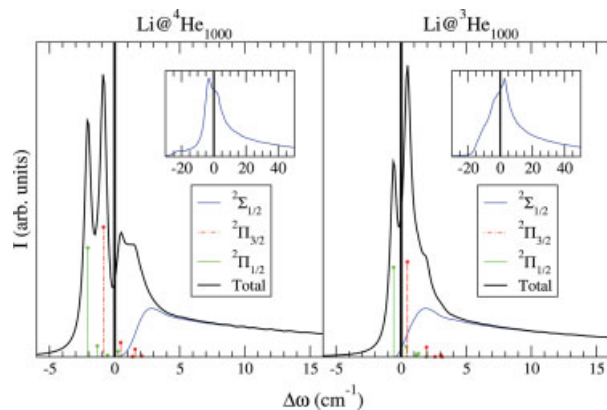 Li@⁴He₁₀₀₀ Li@³He₁₀₀₀
-20 0 20 40 -20 0 20 40
²Σ₁/₂ ²Σ₁/₂
²Π₃/₂ ²Π₃/₂
²Π₁/₂ ²Π₁/₂
Total Total
I (arb. units)
-5 0 5 10 15 -5 0 5 10 15
Δω (cm⁻¹)